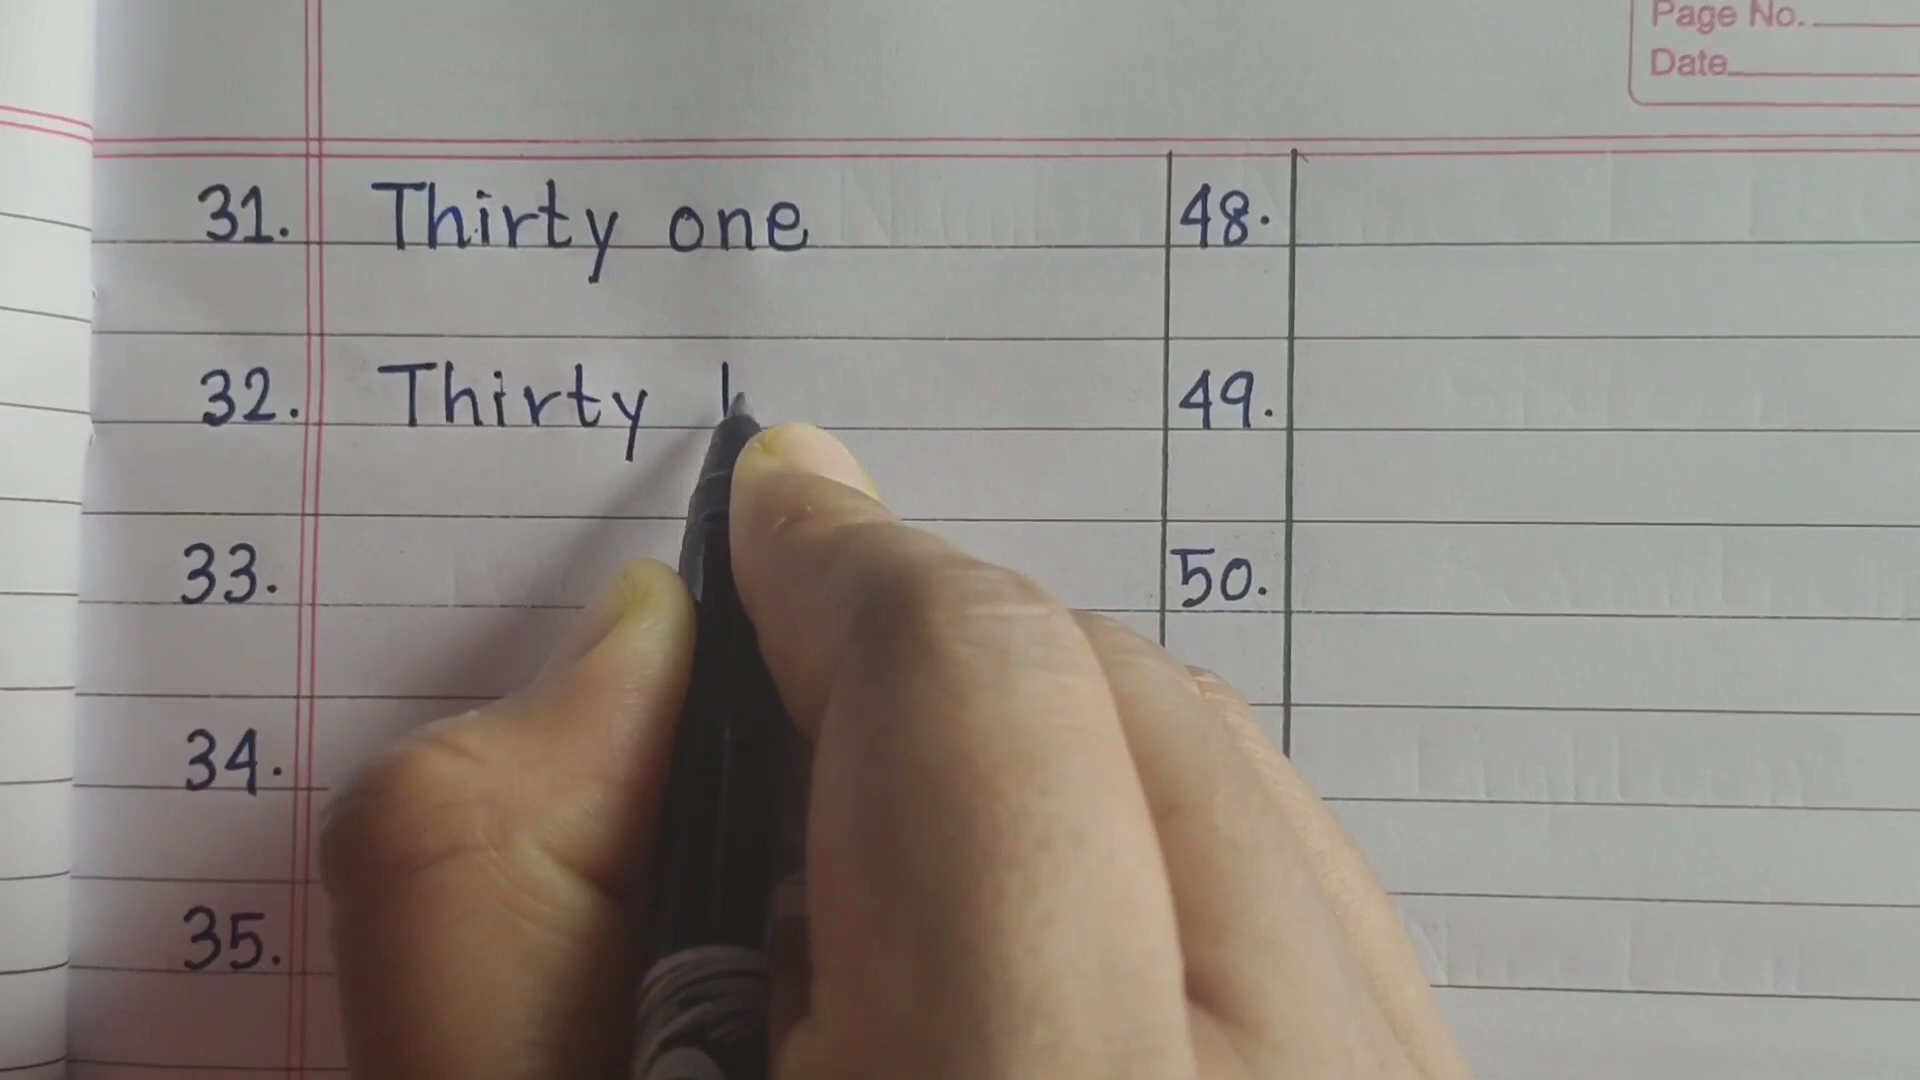 Page No.
Date
31. Thirty one
32. Thirty
33.
34.
35.
48.
49.
50.